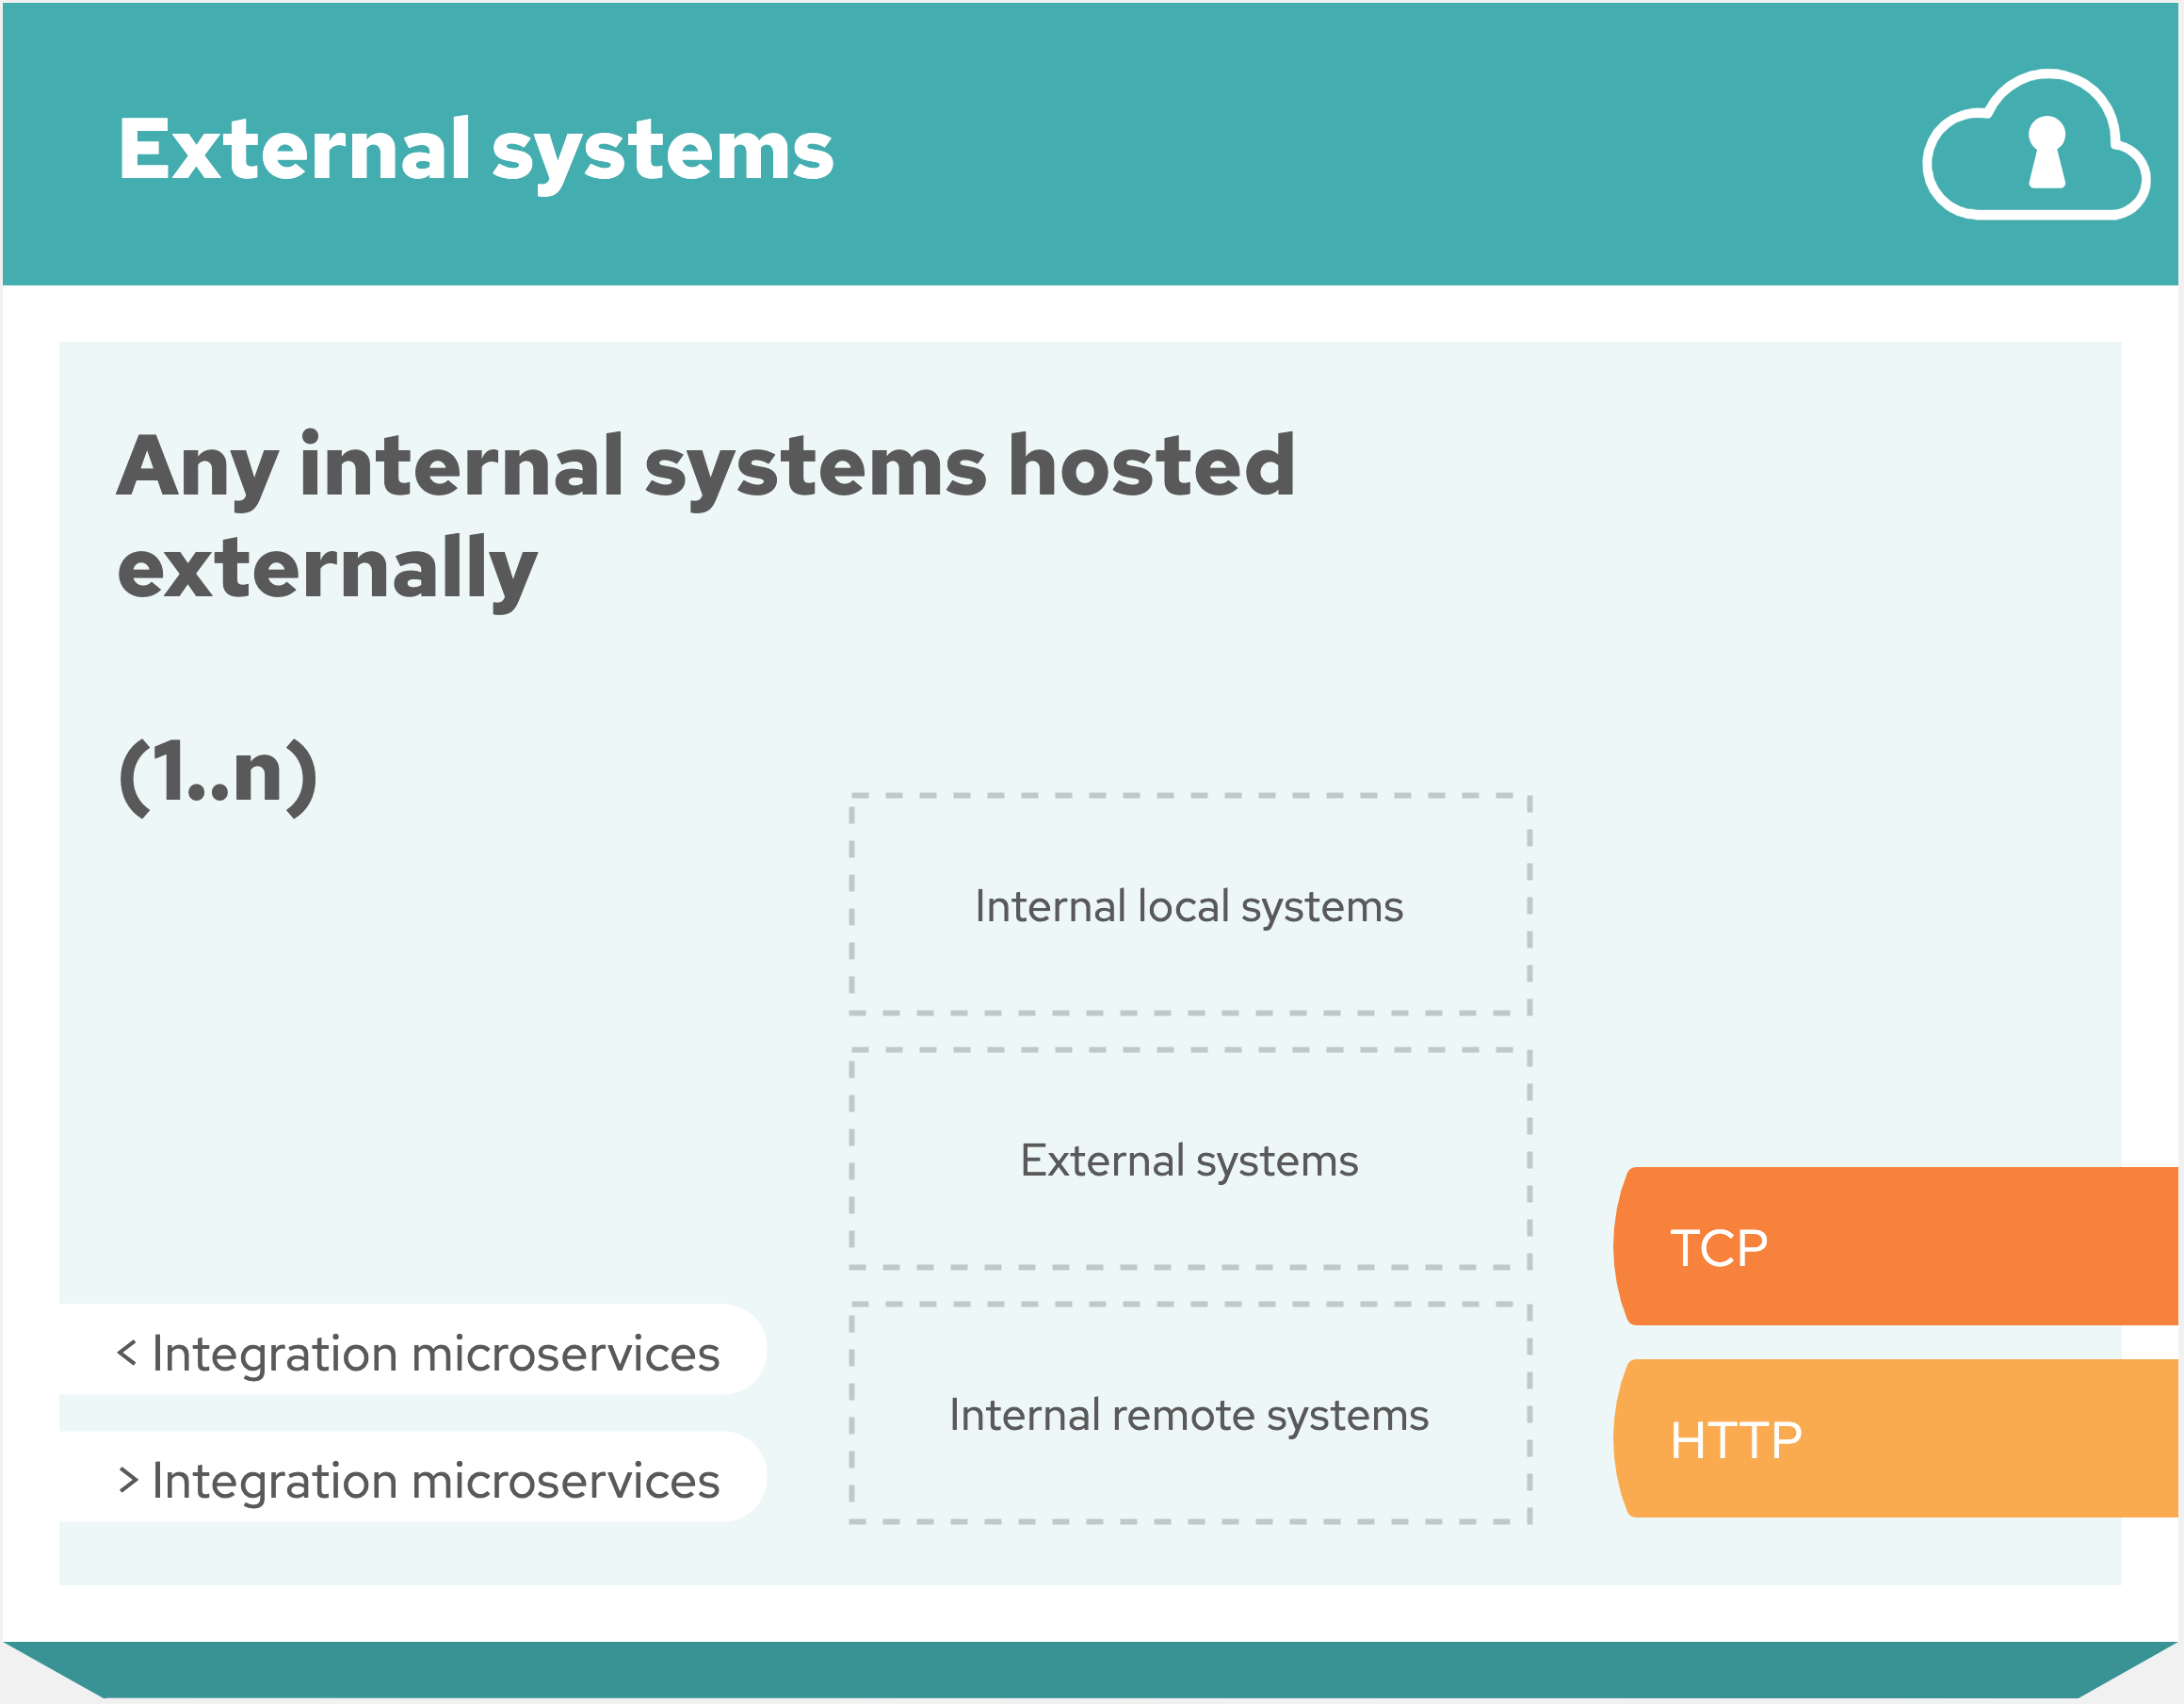 External systems
Any internal systems hosted
externally
(1..n)
Internal local systems
External systems
Internal remote systems
< Integration microservices
> Integration microservices
TCP
HTTP